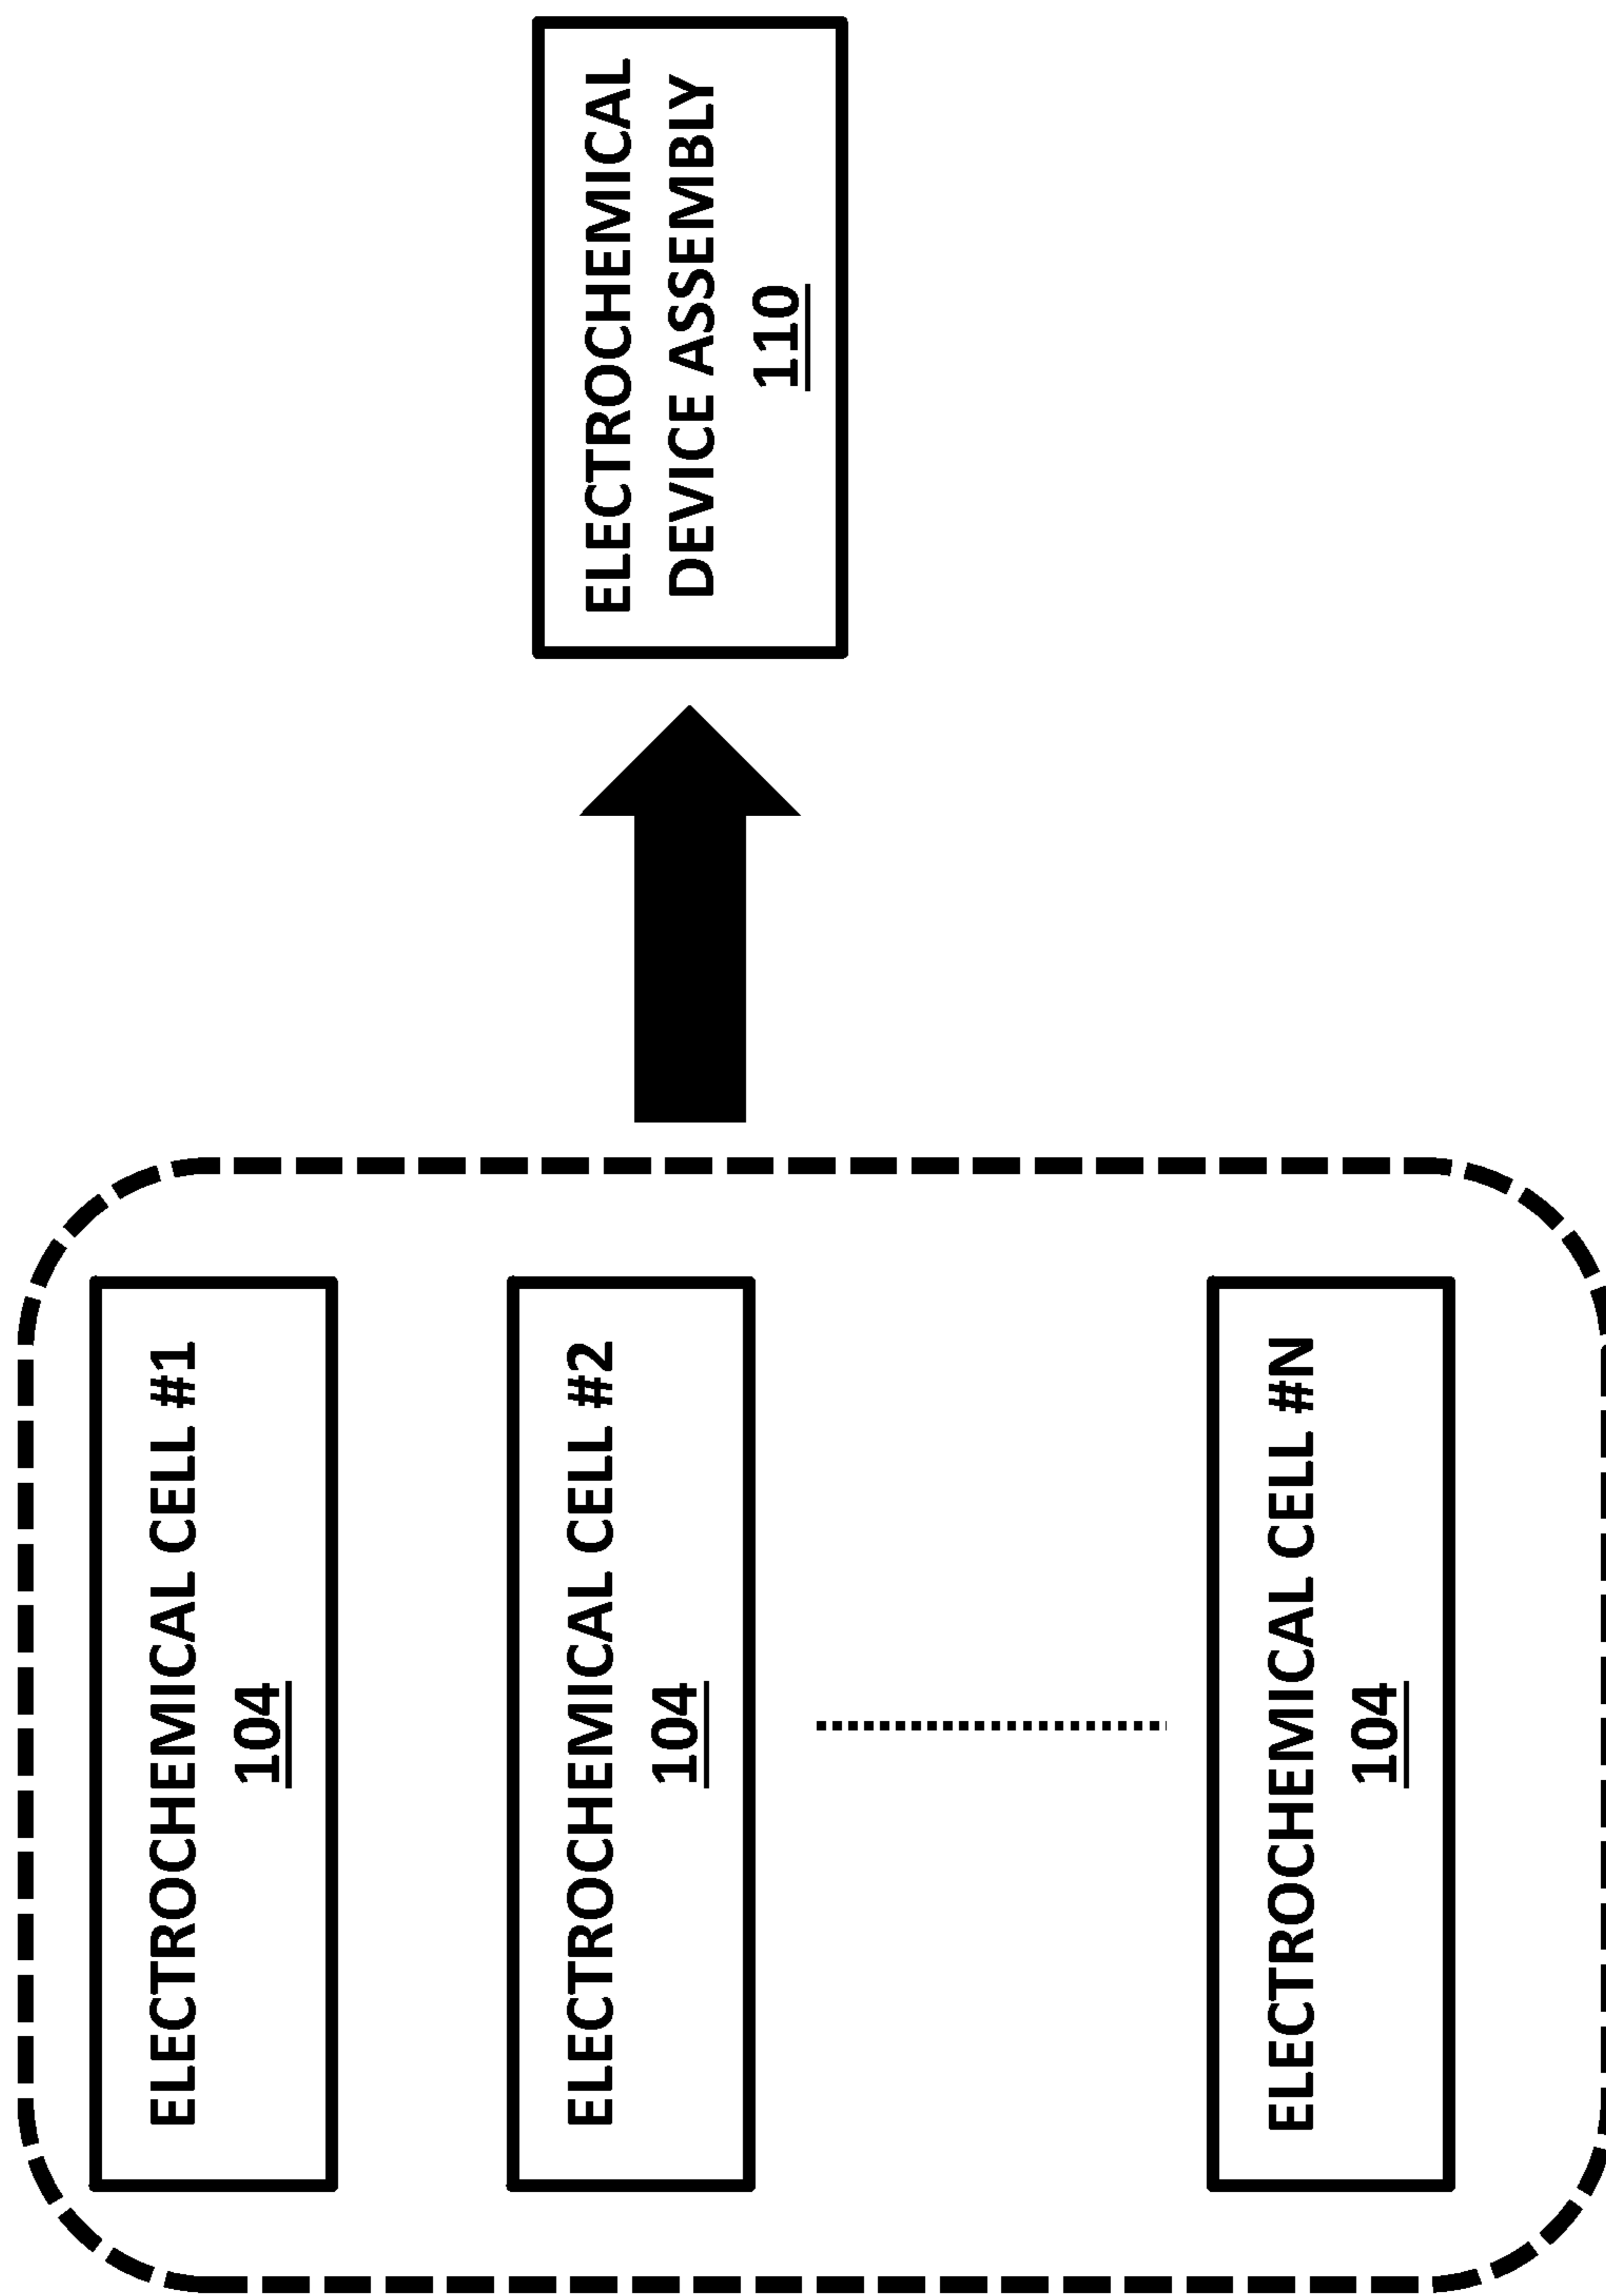 ELECTROCHEMICAL CELL #1
104
ELECTROCHEMICAL CELL #2
104
ELECTROCHEMICAL CELL #N
104
ELECTROCHEMICAL
DEVICE ASSEMBLY
110